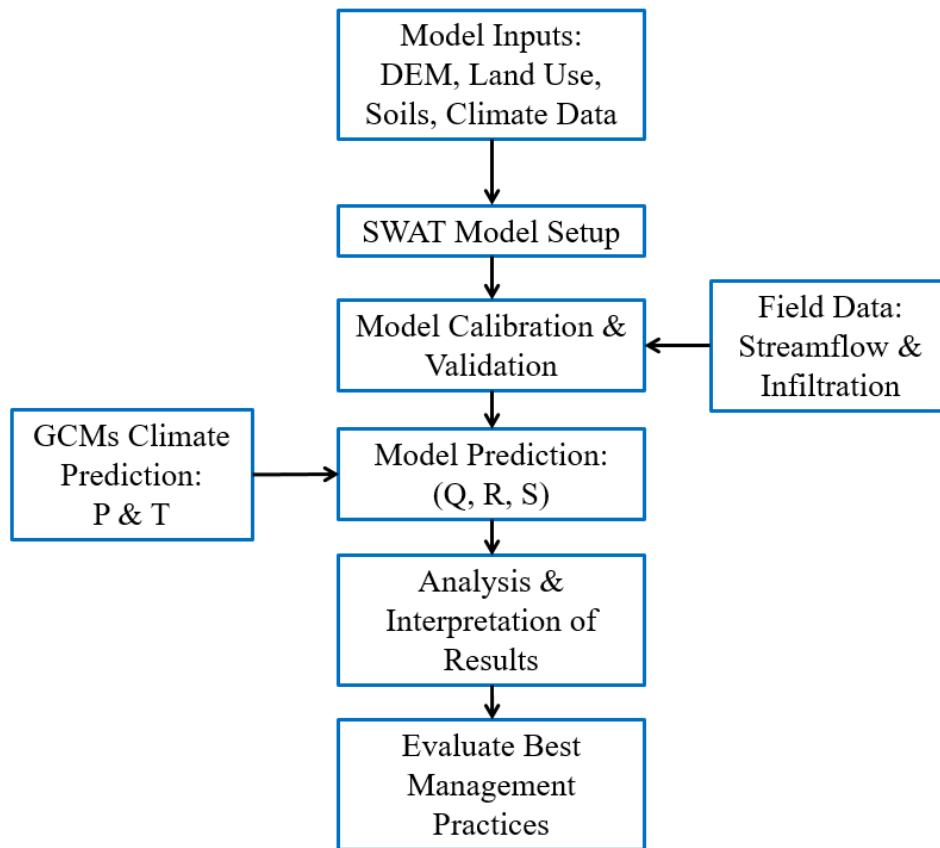 Model Inputs:
DEM, Land Use,
Soils, Climate Data
SWAT Model Setup
Model Calibration &
Validation
Field Data:
Streamflow &
Infiltration
GCMs Climate
Prediction:
P & T
Model Prediction:
(Q, R, S)
Analysis &
Interpretation of
Results
Evaluate Best
Management
Practices